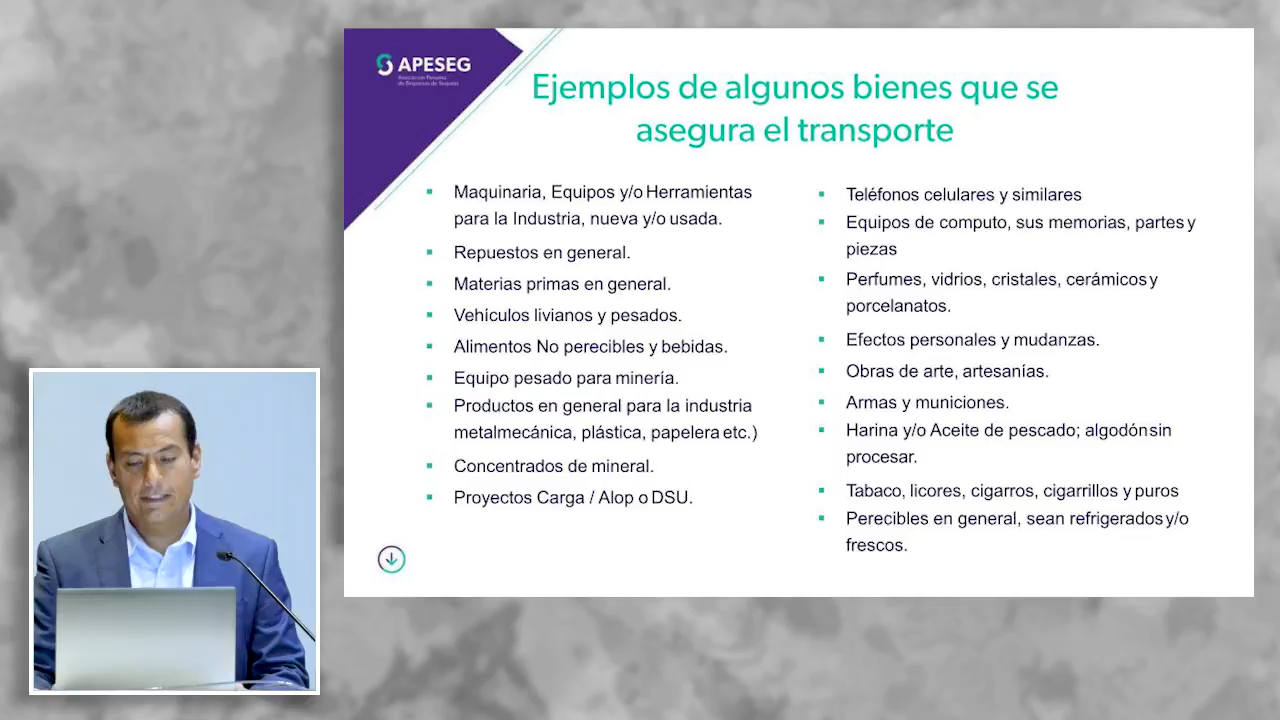 APESEG
Asociación Peruana
de Empresas de Seguros
Ejemplos de algunos bienes que se
asegura el transporte
Maquinaria, Equipos y/o Herramientas
para la Industria, nueva y/o usada.
Repuestos en general.
Materias primas en general.
Vehículos livianos y pesados.
Alimentos No perecibles y bebidas.
Equipo pesado para minería.
Productos en general para la industria
metalmecánica, plástica, papelera etc.)
Concentrados de mineral.
Proyectos Carga / Alop o DSU.
Teléfonos celulares y similares
Equipos de computo, sus memorias, partes y
piezas
Perfumes, vidrios, cristales, cerámicos y
porcelanatos.
Efectos personales y mudanzas.
Obras de arte, artesanías.
Armas y municiones.
Harina y/o Aceite de pescado; algodón sin
procesar.
Tabaco, licores, cigarros, cigarrillos y puros
Perecibles en general, sean refrigerados y/o
frescos.